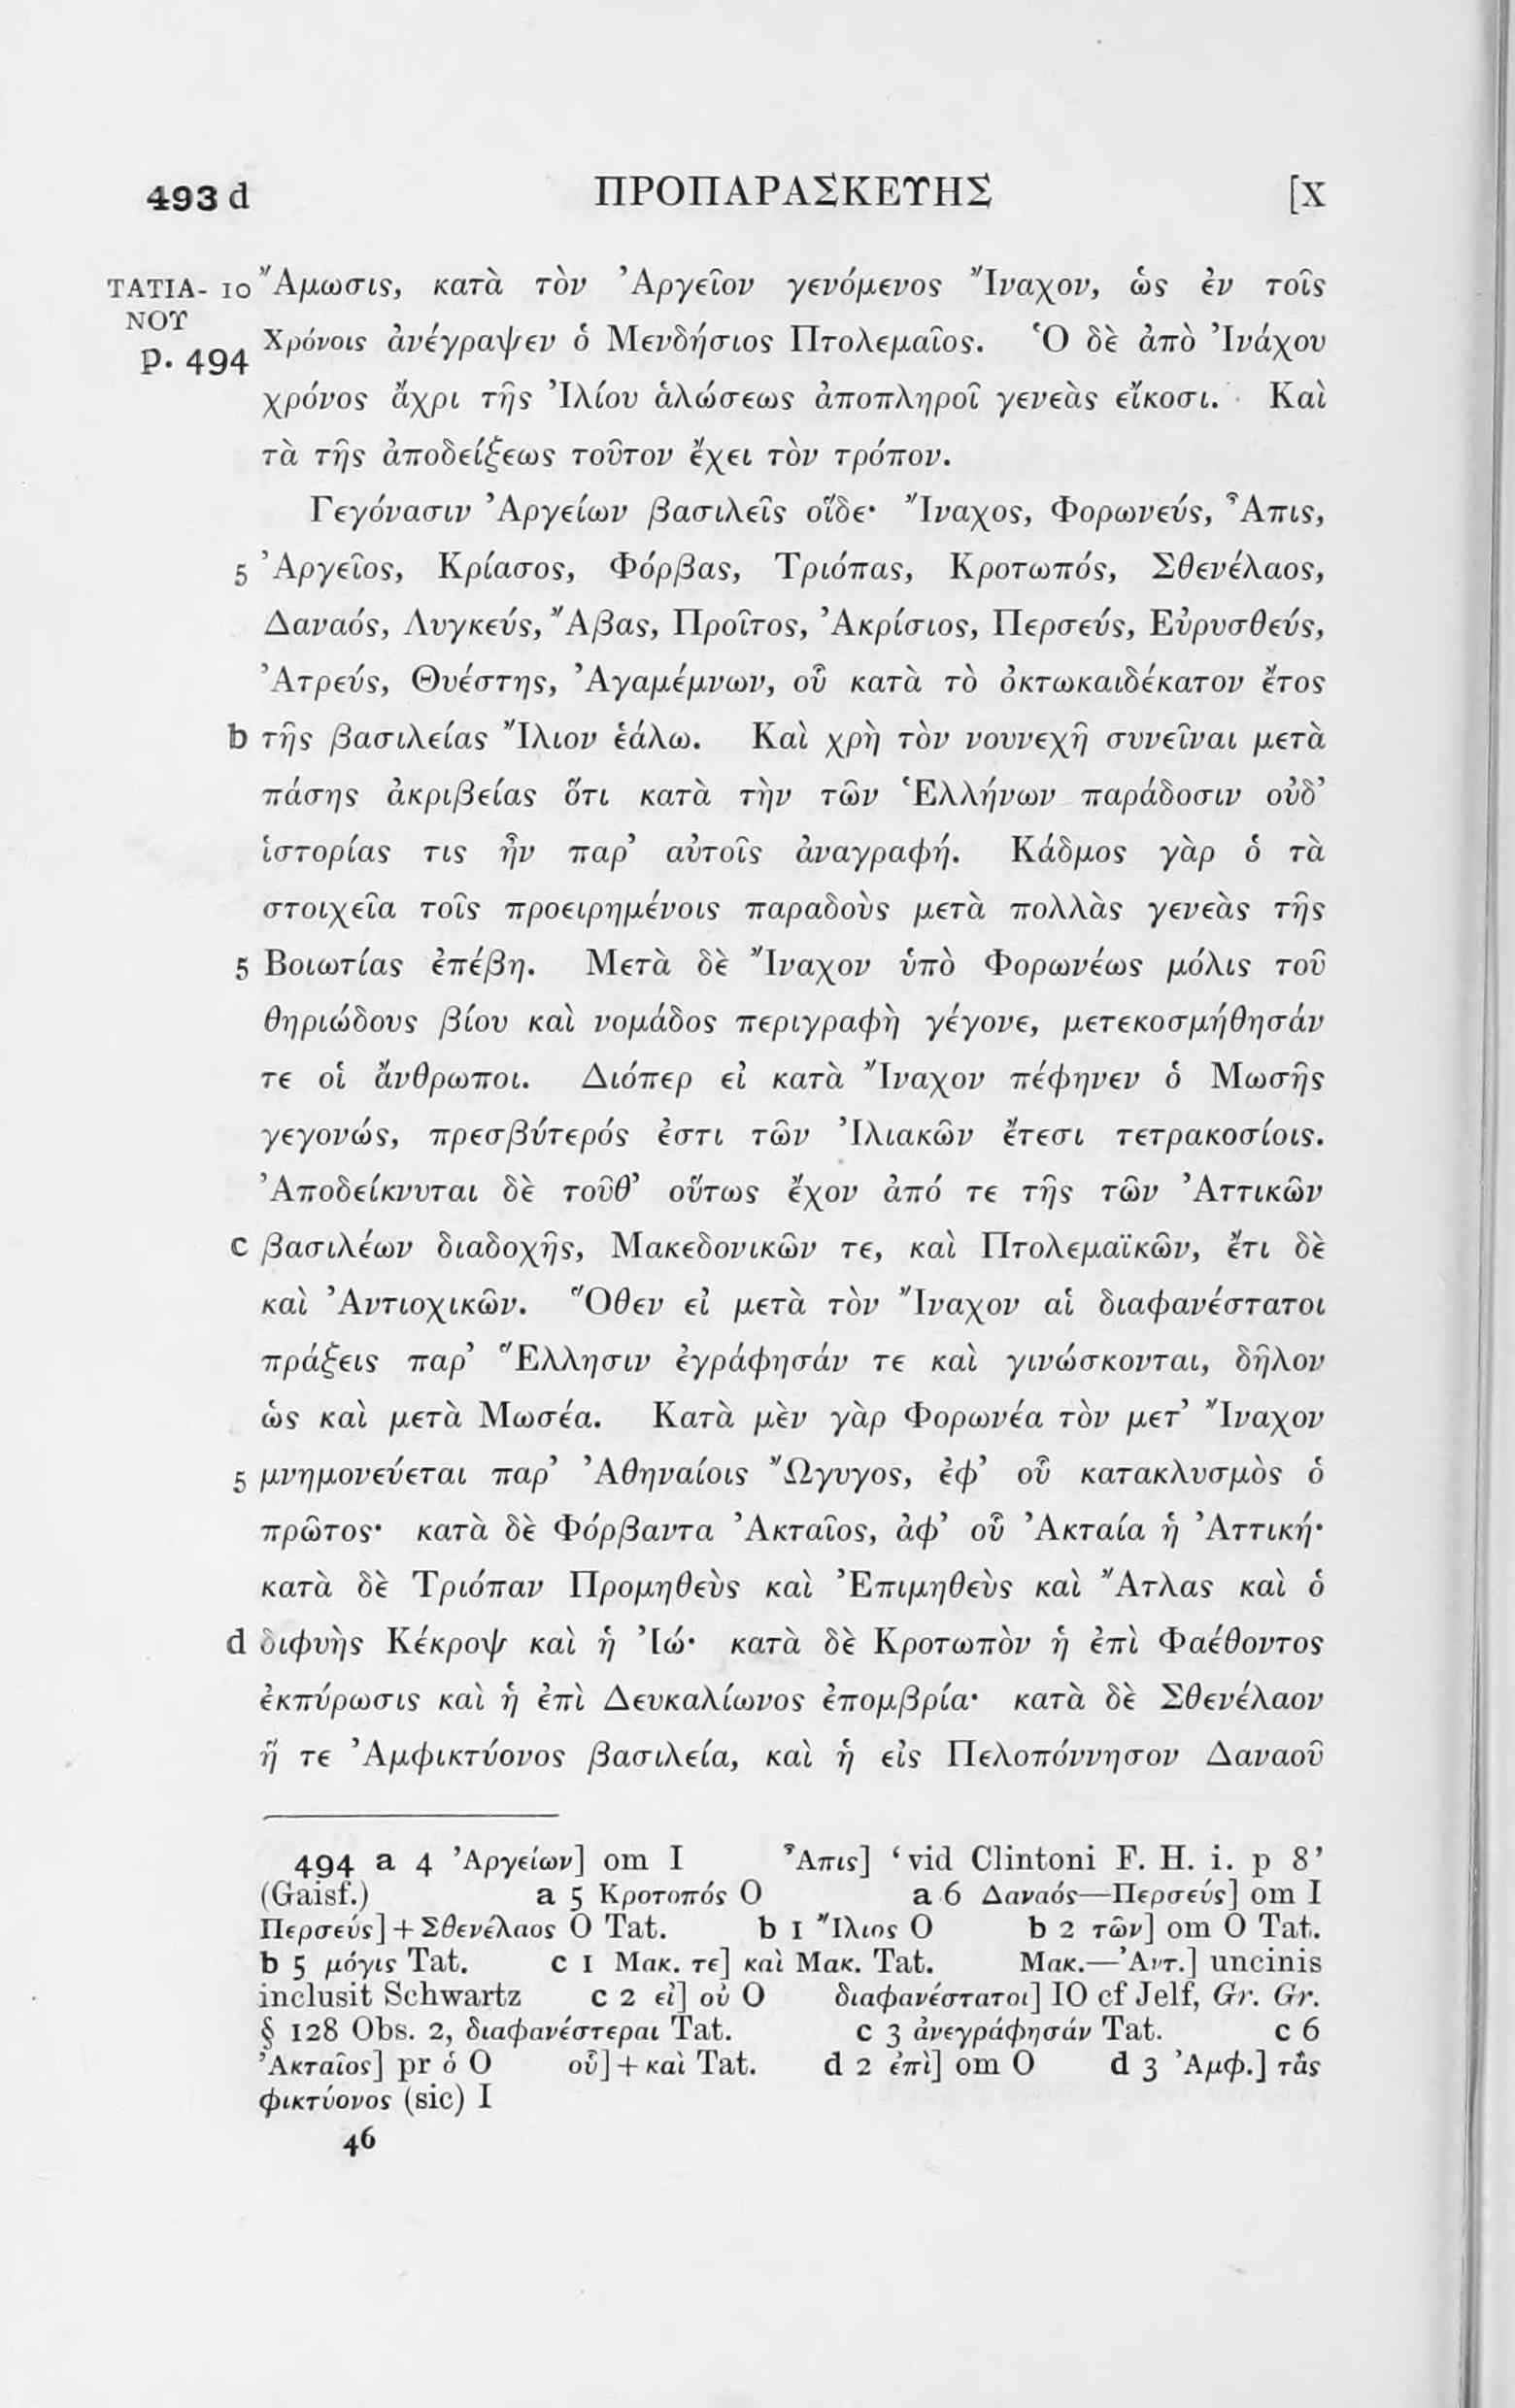 493 d ΠΡΟΠΑΡΑΣΚΕΥΗΣ [X
ΤΑΤΙΑ- 10 Ἄμωσις, κατὰ τὸν Ἀργεῖον γενόμενος Ἴναχον, ὡς ἐν τοῖς
ΝΟΥ
p. 494 Χρόνοις ἀνέγραψεν ὁ Μενδήσιος Πτολεμαῖος. Ὁ δὲ ἀπὸ Ἰνάχου
χρόνος ἄχρι τῆς Ἰλίου ἁλώσεως ἀποπληροῖ γενεὰς εἴκοσι. Καὶ
τὰ τῆς ἀποδείξεως τοῦτον ἔχει τὸν τρόπον.
Γεγόνασιν Ἀργείων βασιλεῖς οἵδε· Ἴναχος, Φορωνεύς, Ἆπις,
5 Ἀργεῖος, Κρίασος, Φόρβας, Τριόπας, Κροτωπός, Σθενέλαος,
Δαναός, Λυγκεύς, Ἄβας, Προῖτος, Ἀκρίσιος, Περσεύς, Εὐρυσθεύς,
Ἀτρεύς, Θυέστης, Ἀγαμέμνων, οὗ κατὰ τὸ ὀκτωκαιδέκατον ἔτος
b τῆς βασιλείας Ἴλιον ἑάλω. Καὶ χρὴ τὸν νουνεχῆ συνεῖναι μετὰ
πάσης ἀκριβείας ὅτι κατὰ τὴν τῶν Ἑλλήνων παράδοσιν οὐδ’
ἱστορίας τις ἦν παρ’ αὐτοῖς ἀναγραφή. Κάδμος γὰρ ὁ τὰ
στοιχεῖα τοῖς προειρημένοις παραδοὺς μετὰ πολλὰς γενεὰς τῆς
5 Βοιωτίας ἐπέβη. Μετὰ δὲ Ἴναχον ὑπὸ Φορωνέως μόλις τοῦ
θηριώδους βίου καὶ νομάδος περιγραφὴ γέγονε, μετεκοσμήθησάν
τε οἱ ἄνθρωποι. Διόπερ εἰ κατὰ Ἴναχον πέφηνεν ὁ Μωσῆς
γεγονώς, πρεσβύτερός ἐστι τῶν Ἰλιακῶν ἔτεσι τετρακοσίοις.
Ἀποδείκνυται δὲ τοῦθ’ οὕτως ἔχον ἀπό τε τῆς τῶν Ἀττικῶν
c βασιλέων διαδοχῆς, Μακεδονικῶν τε, καὶ Πτολεμαϊκῶν, ἔτι δὲ
καὶ Ἀντιοχικῶν. Ὅθεν εἰ μετὰ τὸν Ἴναχον αἱ διαφανέστατοι
πράξεις παρ’ Ἕλλησιν ἐγράφησάν τε καὶ γινώσκονται, δῆλον
ὡς καὶ μετὰ Μωσέα. Κατὰ μὲν γὰρ Φορωνέα τὸν μετ’ Ἴναχον
5 μνημονεύεται παρ’ Ἀθηναίοις Ὤγυγος, ἐφ’ οὗ κατακλυσμὸς ὁ
πρῶτος· κατὰ δὲ Φόρβαντα Ἀκταῖος, ἀφ’ οὗ Ἀκταία ἡ Ἀττική·
κατὰ δὲ Τριόπαν Προμηθεὺς καὶ Ἐπιμηθεὺς καὶ Ἄτλας καὶ ὁ
d διφυὴς Κέκροψ καὶ ἡ Ἰώ· κατὰ δὲ Κροτωπὸν ἡ ἐπὶ Φαέθοντος
ἐκπύρωσις καὶ ἡ ἐπὶ Δευκαλίωνος ἐπομβρία· κατὰ δὲ Σθενέλαον
ἥ τε Ἀμφικτύονος βασιλεία, καὶ ἡ εἰς Πελοπόννησον Δαναοῦ
494 a 4 Ἀργείων] om I Ἆπις] ‘vid Clintoni F. H. i. p 8’
(Gaisf.) a 5 Κροτοπός O a 6 Δαναός—Περσεύς] om I
Περσεύς] + Σθενέλαος O Tat. b 1 Ἴλιος O b 2 τῶν] om O Tat.
b 5 μόγις Tat. c 1 Μακ. τε] καὶ Μακ. Tat. Μακ.—Ἀντ.] uncinis
inclusit Schwartz c 2 εἰ] οὐ O διαφανέστατοι] IO cf Jelf, Gr. Gr.
§ 128 Obs. 2, διαφανέστεραι Tat. c 3 ἀνεγράφησάν Tat. c 6
Ἀκταῖος] pr ὁ O οὗ] + καὶ Tat. d 2 ἐπὶ] om O d 3 Ἀμφ.] τἂς
φικτύονος (sic) I
46